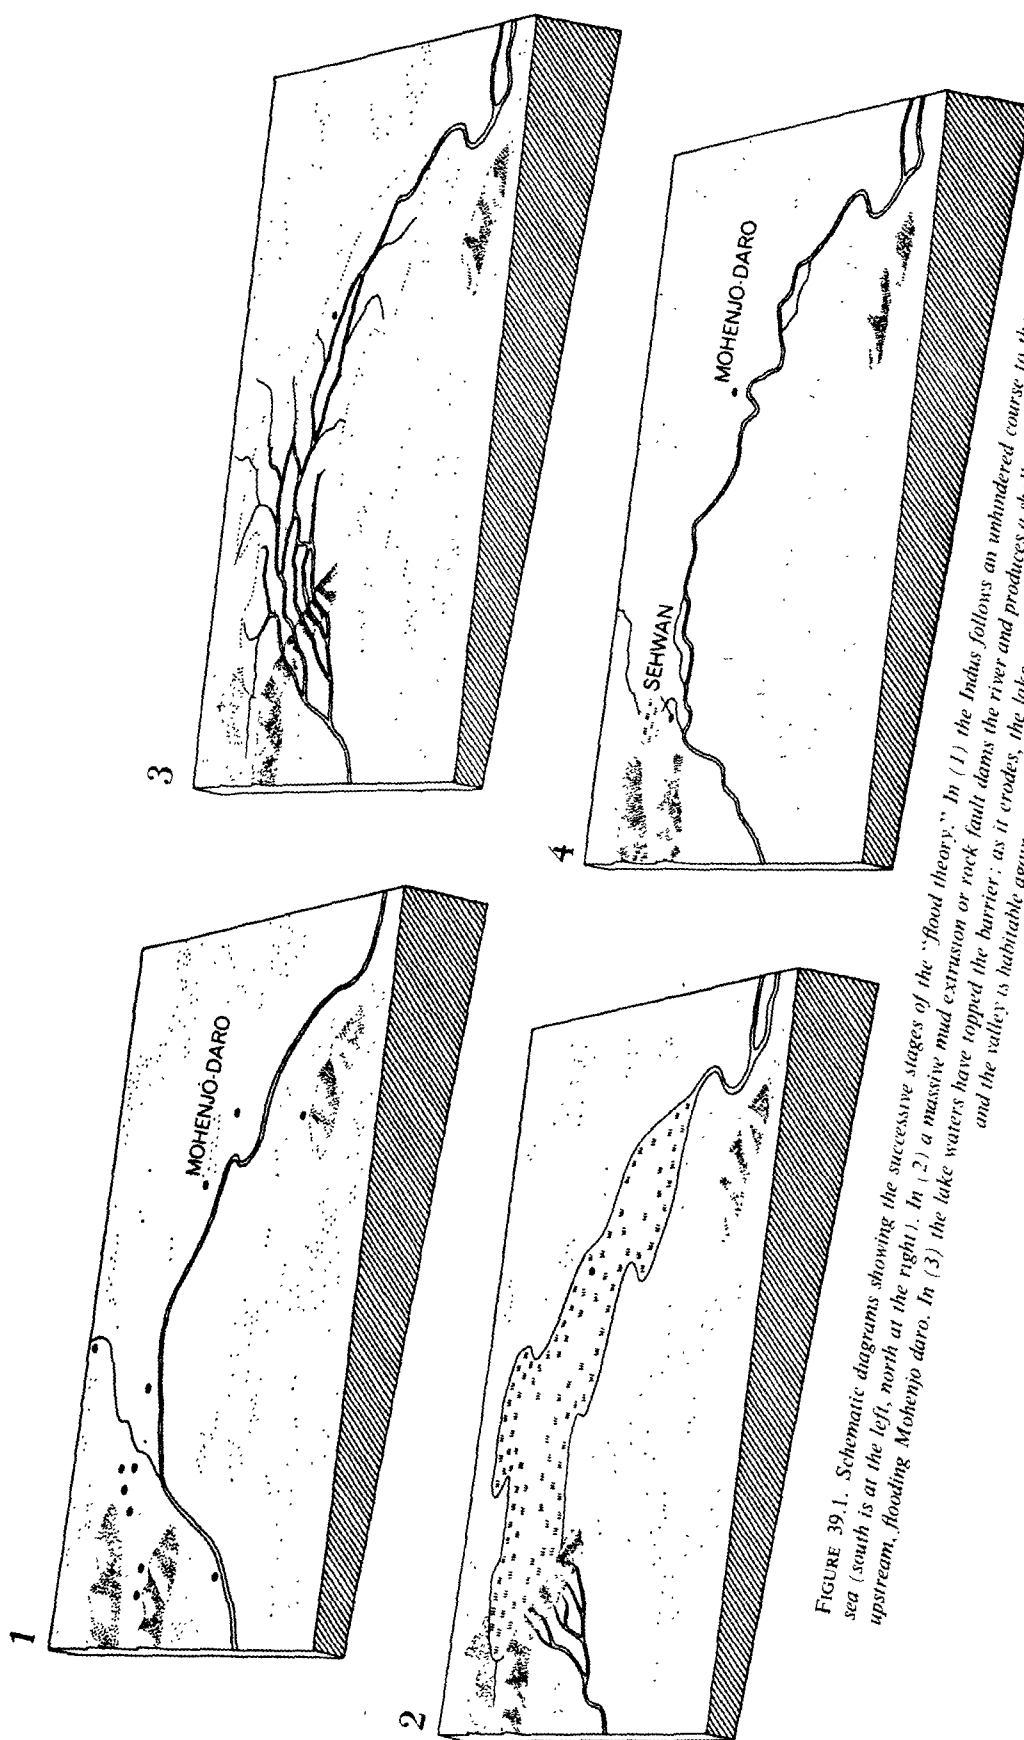 1
MOHENJO-DARO
2
3
4
SEHWAN
MOHENJO-DARO
FIGURE 39.1. Schematic diagrams showing the successive stages of the "flood theory." In (1) the Indus follows an unhindered course to the
sea (south is at the left, north at the right). In (2) a massive mud extrusion or rock fault dams the river and produces a
upstream, flooding Mohenjo daro. In (3) the lake waters have topped the barrier; as it erodes, the lake
and the valley is habitable again